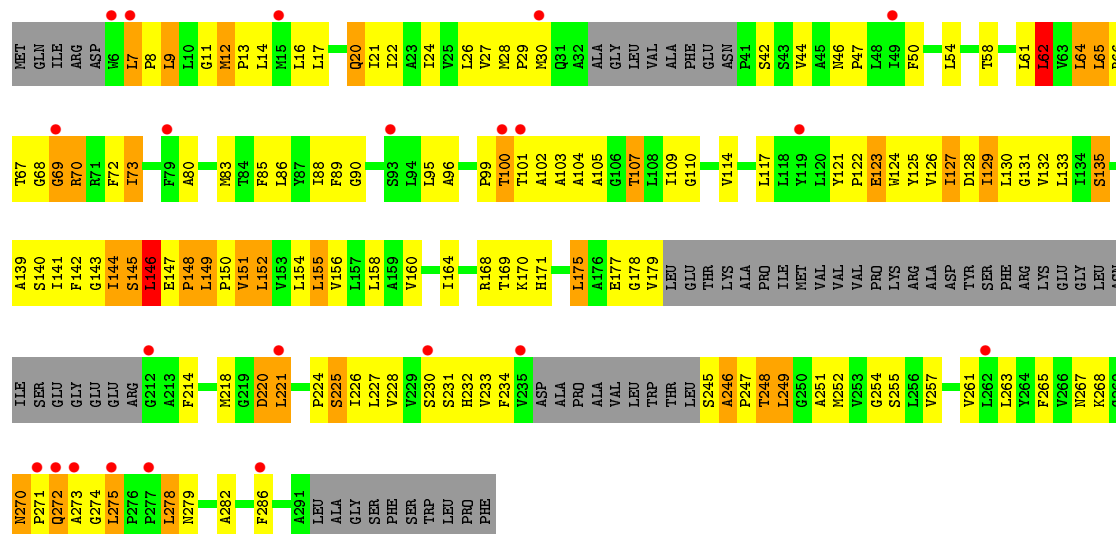 MET GLN ILE ARG ASP W6 L7 P8 L9 L10 G11 M12 P13 L14 M15 L16 L17 Q20 I21 I22 A23 I24 V25 L26 V27 M28 P29 M30 Q31 A32 ALA GLY LEU VAL ALA PHE GLU ASN P41 S42 S43 V44 A45 N46 P47 L48 I49 F50 L54 T58 L61 L62 V63 L64 L65
T67 G68 G69 R70 R71 F72 I73 F79 A80 M83 T84 F85 L86 Y87 I88 F89 G90 S93 L94 L95 A96 P99 T100 T101 A102 A103 A104 A105 G106 T107 L108 I109 G110 V114 L117 L118 Y119 L120 Y121 P122 E123 W124 Y125 V126 I127 D128 I129 L130 G131 V132 L133 I134 S135
A139 S140 I141 F142 G143 I144 S145 L146 E147 P148 L149 P150 V151 L152 V153 L154 L155 V156 L157 L158 A159 V160 I164 R168 T169 K170 H171 L175 A176 E177 G178 V179 LEU GLU THR LYS ALA PRO ILE MET VAL VAL VAL PRO LYS ARG ALA ASP TYR SER PHE ARG LYS GLU GLY LEU
ILE SER GLU GLY GLU GLU ARG G212 A213 F214 M218 G219 D220 L221 P224 S225 I226 L227 V228 V229 S230 S231 H232 V233 F234 V235 ASP ALA PRO ALA VAL LEU TRP THR LEU S245 A246 P247 T248 L249 G250 A251 M252 V253 G254 S255 L256 V257 V261 L262 L263 Y264 F265 V266 N267 K268
N270 P271 Q272 A273 G274 L275 P276 P277 L278 N279 A282 F286 A291 LEU ALA GLY SER PHE SER TRP LEU PRO PHE